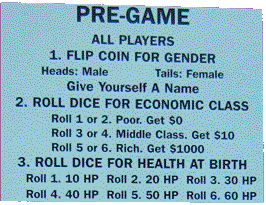 PRE-GAME
ALL PLAYERS
1. FLIP COIN FOR GENDER
Heads: Male Tails: Female
Give Yourself A Name
2. ROLL DICE FOR ECONOMIC CLASS
Roll 1 or 2. Poor. Get $0
Roll 3 or 4. Middle Class. Get $10
Roll 5 or 6. Rich. Get $1000
3. ROLL DICE FOR HEALTH AT BIRTH
Roll 1. 10 HP Roll 2. 20 HP Roll 3. 30 HP
Roll 4. 40 HP Roll 5. 50 HP Roll 6. 60 HP